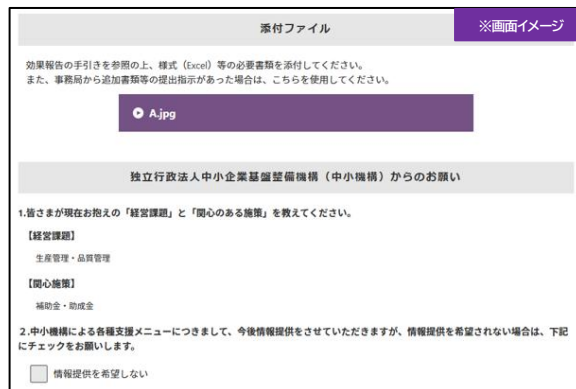 添付ファイル
※画面イメージ
効果報告の手引きを参照の上、様式（Excel）等の必要書類を添付してください。
また、事務局から追加書類等の提出指示があった場合は、こちらを使用してください。
A.jpg
独立行政法人中小企業基盤整備機構（中小機構）からのお願い
1.皆さまが現在お抱えの「経営課題」と「関心のある施策」を教えてください。
【経営課題】
生産管理・品質管理
【関心施策】
補助金・助成金
2.中小機構による各種支援メニューにつきまして、今後情報提供をさせていただきますが、情報提供を希望されない場合は、下記
にチェックをお願いします。
情報提供を希望しない